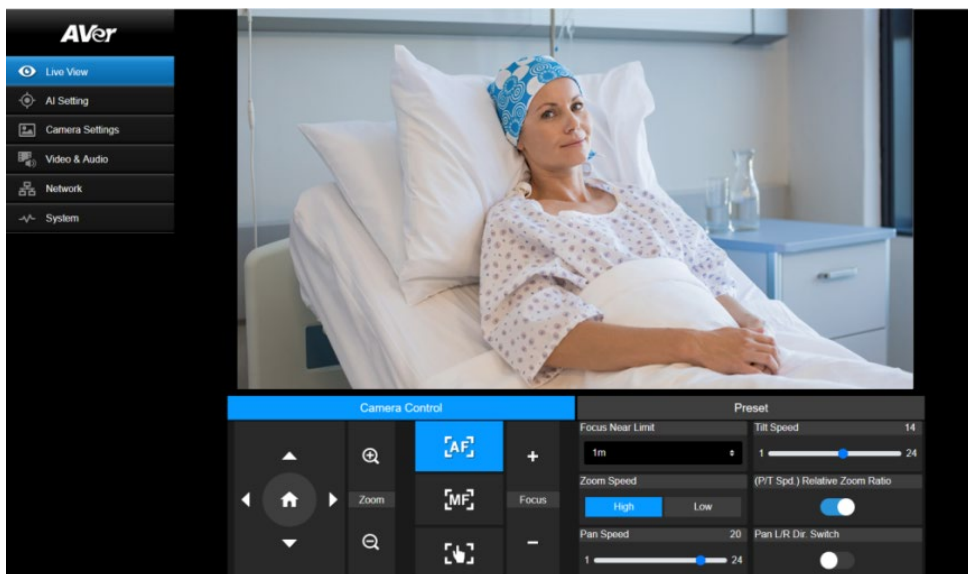 AVer
Live View
AI Setting
Camera Settings
Video & Audio
Network
System
Camera Control
Preset
Zoom
[AF]
[MF]
Focus
Focus Near Limit
1m
Zoom Speed
High Low
Pan Speed 20
1 24
Tilt Speed 14
1 24
(P/T Spd.) Relative Zoom Ratio
Pan L/R Dir. Switch